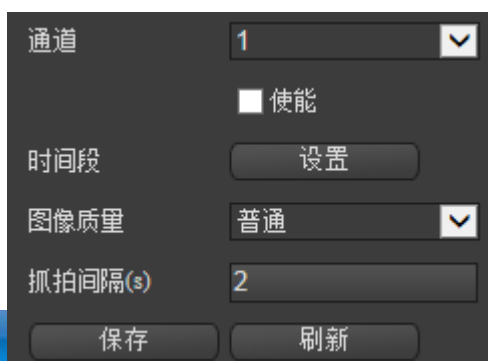 通道 1
使能
时间段 设置
图像质量 普通
抓拍间隔(s) 2
保存 刷新